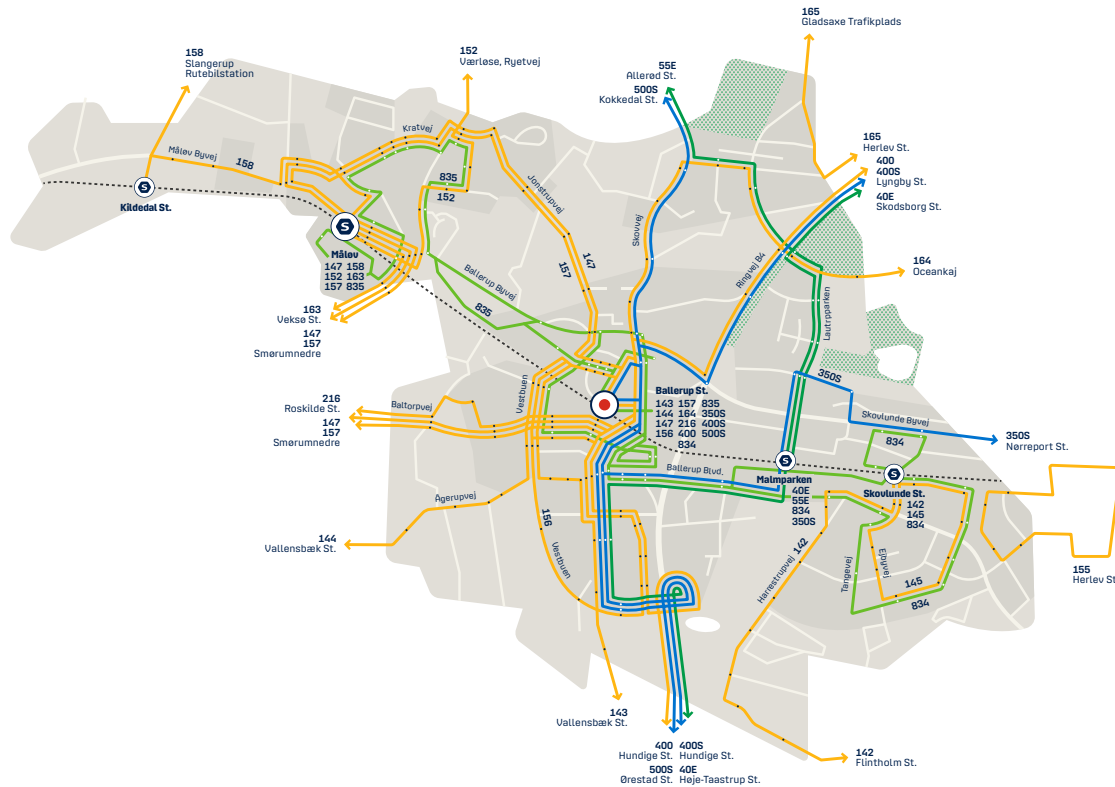 165
Gladsaxe Trafikplads
158
Slangerup
Rutebilstation
152
Værløse, Ryetvej
55E
Allerød St.
500S
Kokkedal St.
Kratvej
Måløv Byvej
158
165
Herlev St.
400
400S
Lyngby St.
40E
Skodsborg St.
S
Kildedal St.
835
152
Jonstrupvej
Skovvej
S
Måløv
147 158
152 163
157 835
147
157
Ballerup Byvej
835
Ringvej B4
164
Oceankaj
Lautrpparken
163
Veksø St.
147
157
Smørumnedre
350S
216
Roskilde St.
147
157
Smørumnedre
Baltorpvej
Vestbuen
Ballerup St.
143 157 835
144 164 350S
147 216 400S
156 400 500S
834
Skovlunde Byvej
834
350S
Nørreport St.
Ballerup Blvd.
S
Malmparken
40E
55E
834
350S
S
Skovlunde St.
142
145
834
Ågerupvej
144
Vallensbæk St.
156
Vestbuen
Harrestrupvej
142
Tangevej
Ejbyvej
145
834
155
Herlev St
143
Vallensbæk St.
400
Hundige St.
500S
Ørestad St.
400S
Hundige St.
40E
Høje-Taastrup St.
142
Flintholm St.